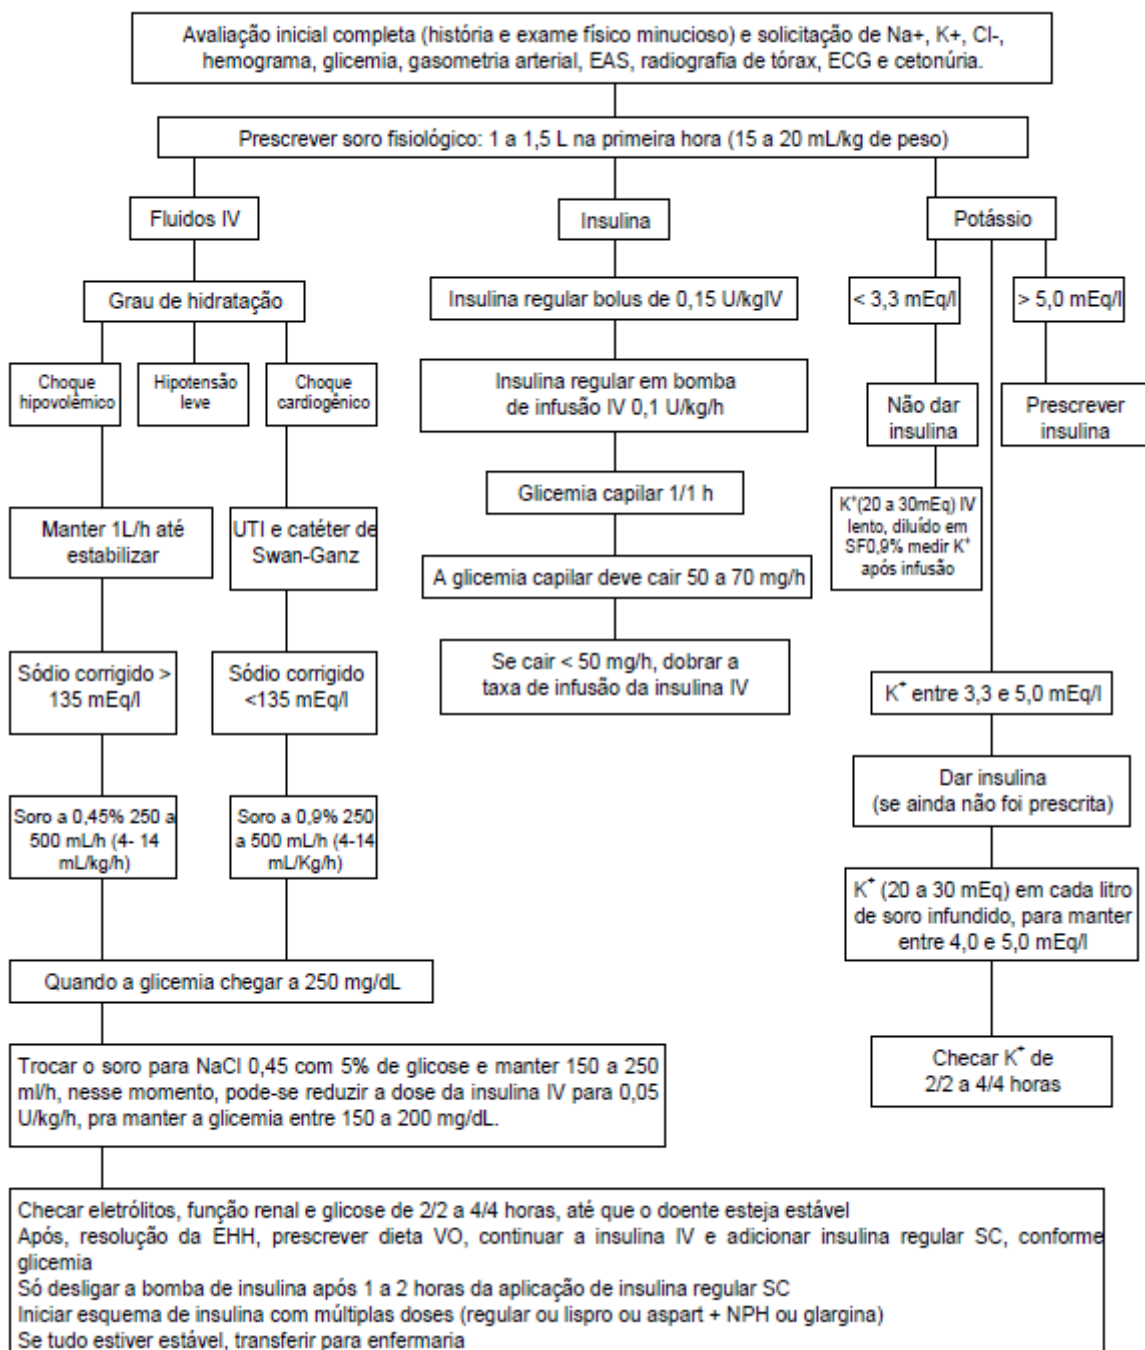 Avaliação inicial completa (história e exame físico minucioso) e solicitação de Na+, K+, Cl-,
hemograma, glicemia, gasometria arterial, EAS, radiografia de tórax, ECG e cetonúria.
Prescrever soro fisiológico: 1 a 1,5 L na primeira hora (15 a 20 mL/kg de peso)
Fluidos IV
Grau de hidratação
Choque
hipovolêmico
Hipotensão
leve
Choque
cardiogênico
Manter 1L/h até
estabilizar
UTI e catéter de
Swan-Ganz
Sódio corrigido >
135 mEq/l
Sódio corrigido
<135 mEq/l
Soro a 0,45% 250 a
500 mL/h (4- 14
mL/kg/h)
Soro a 0,9% 250
a 500 mL/h (4-14
mL/Kg/h)
Insulina
Insulina regular bolus de 0,15 U/kgIV
Insulina regular em bomba
de infusão IV 0,1 U/kg/h
Glicemia capilar 1/1 h
A glicemia capilar deve cair 50 a 70 mg/h
Se cair < 50 mg/h, dobrar a
taxa de infusão da insulina IV
Potássio
< 3,3 mEq/l
Não dar
insulina
K+(20 a 30mEq) IV
lento, diluído em
SF0,9% medir K+
após infusão
> 5,0 mEq/l
Prescrever
insulina
K+ entre 3,3 e 5,0 mEq/l
Dar insulina
(se ainda não foi prescrita)
K+ (20 a 30 mEq) em cada litro
de soro infundido, para manter
entre 4,0 e 5,0 mEq/l
Checar K+ de
2/2 a 4/4 horas
Quando a glicemia chegar a 250 mg/dL
Trocar o soro para NaCl 0,45 com 5% de glicose e manter 150 a 250
ml/h, nesse momento, pode-se reduzir a dose da insulina IV para 0,05
U/kg/h, pra manter a glicemia entre 150 a 200 mg/dL.
Checar eletrólitos, função renal e glicose de 2/2 a 4/4 horas, até que o doente esteja estável
Após, resolução da EHH, prescrever dieta VO, continuar a insulina IV e adicionar insulina regular SC, conforme
glicemia
Só desligar a bomba de insulina após 1 a 2 horas da aplicação de insulina regular SC
Iniciar esquema de insulina com múltiplas doses (regular ou lispro ou aspart + NPH ou glargina)
Se tudo estiver estável, transferir para enfermaria